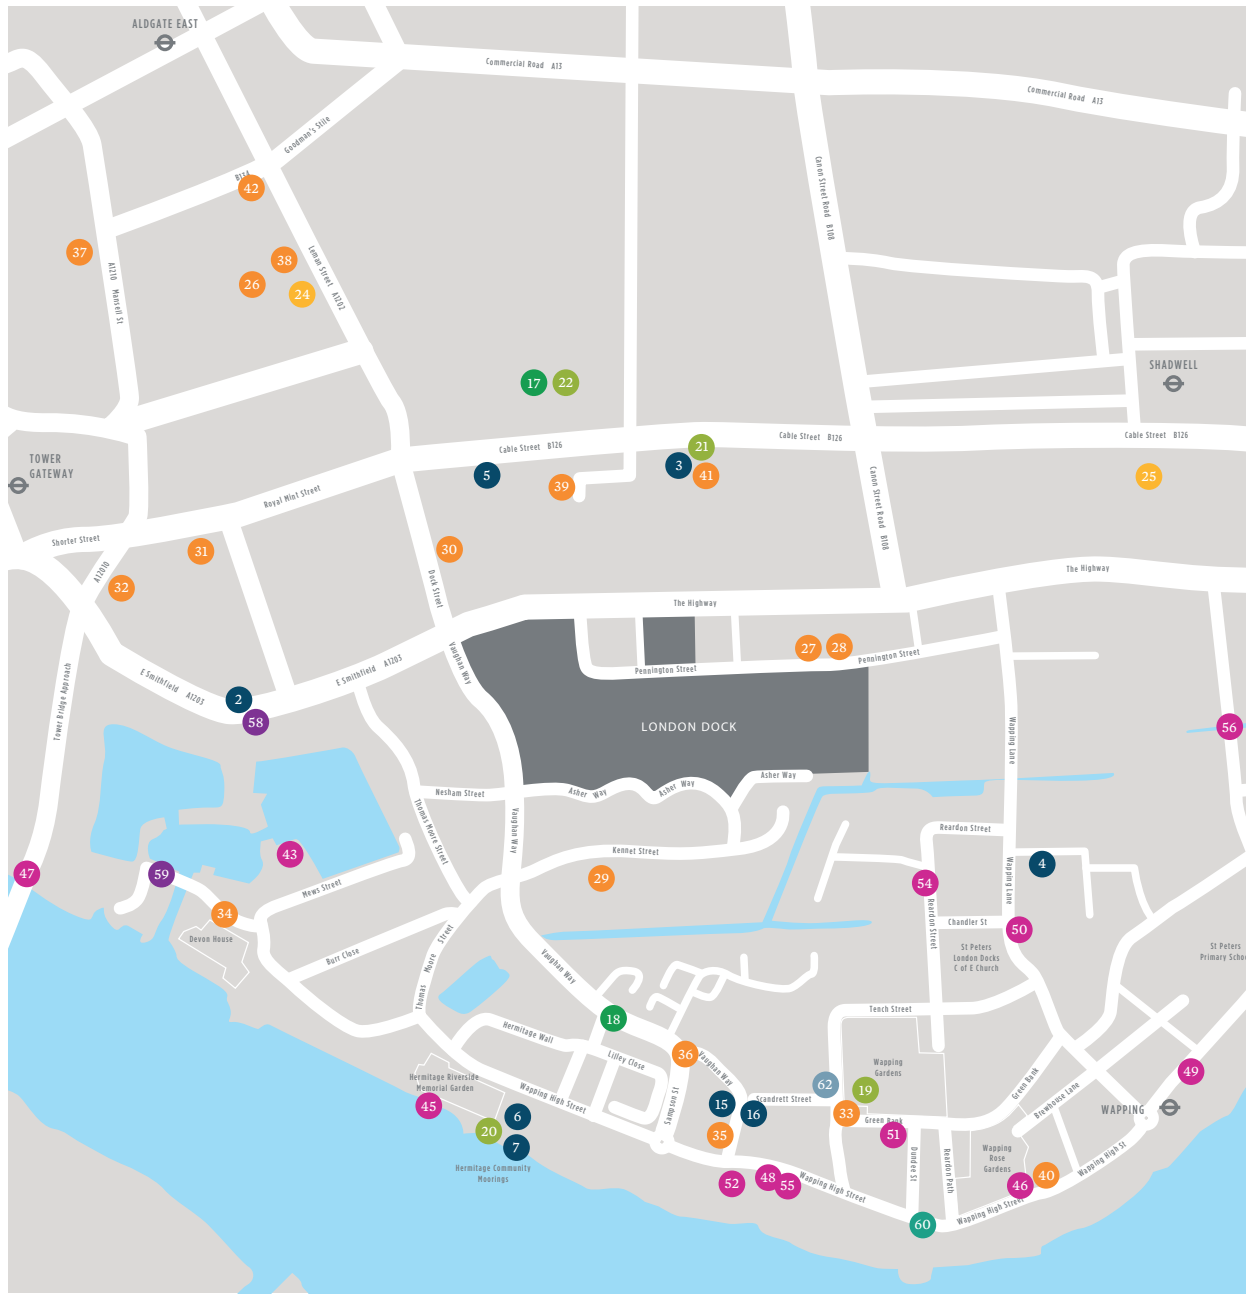 ALDGATE EAST
Commercial Road A13
Commercial Road A13
Goodman's Stile
B134
42
Canon Street Road B108
37
38
26
24
A1210 Mansell St
Leman Street A1202
SHADWELL
17
22
Cable Street B126
21
Cable Street B126
Cable Street B126
TOWER
GATEWAY
5
3
41
39
25
Royal Mint Street
Canon Street Road B108
Shorter Street
31
30
A12010
32
Dock Street
The Highway
The Highway
27
28
Pennington Street
Pennington Street
Vaughan Way
E Smithfield A1203
E Smithfield A1203
2
58
Tower Bridge Approach
LONDON DOCK
Wapping Lane
56
Asher Way
Nesham Street
Asher Way
Asher Way
Thomas Moore Street
Vaughan Way
Reardon Street
Kennet Street
43
4
47
59
29
54
Mews Street
Wapping Lane
34
Reardon Street
Chandler St
50
Devon House
Burr Close
Thomas Moore Street
Vaughan Way
St Peters
London Docks
C of E Church
St Peters
Primary Schoo
18
Tench Street
Hermitage Wall
36
Lilley Close
Vaughan Way
Wapping
Gardens
49
Hermitage Riverside
Memorial Garden
62
19
Green Bank
Brewhouse Lane
Wapping High Street
Sampson St
45
15
16
Scandrett Street
33
WAPPING
6
20
7
35
Green Bank
51
Hermitage Community
Moorings
Dundee St
Reardon Path
Wapping
Rose
Gardens
Wapping High St
52
48
55
Wapping High Street
46
40
60
Wapping High Street